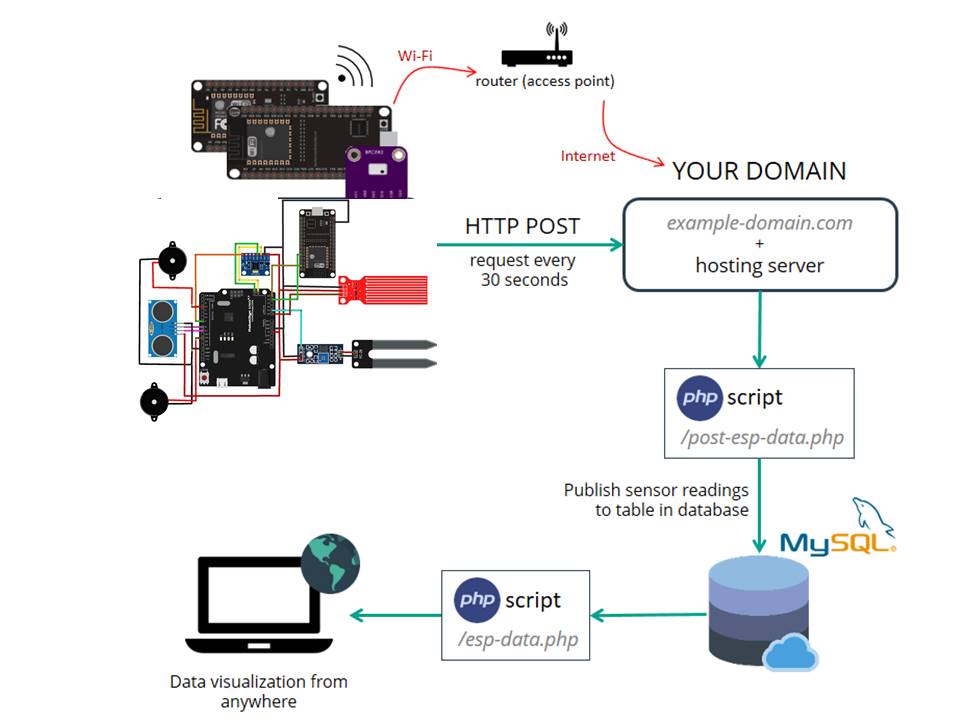 Wi-Fi
router (access point)
Internet
YOUR DOMAIN
HTTP POST
request every
30 seconds
example-domain.com
+
hosting server
php script
/post-esp-data.php
Publish sensor readings
to table in database
MySQL
php script
/esp-data.php
Data visualization from
anywhere